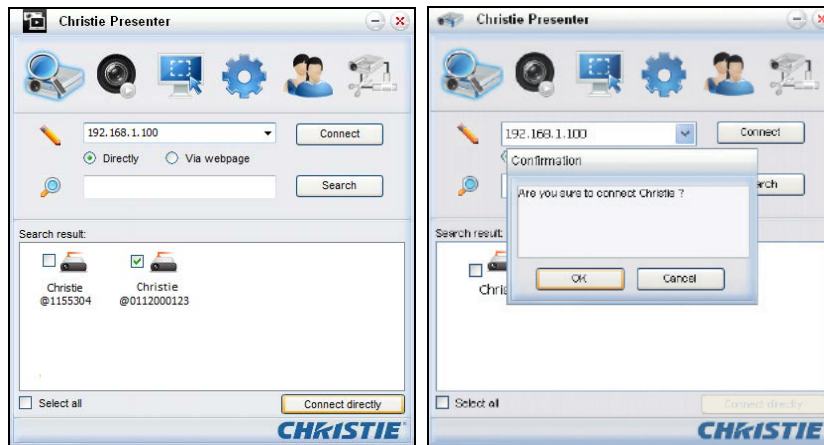 Christie Presenter
192.168.1.100
Connect
Directly
Via webpage
Search
Search result:
Christie
@1155304
Christie
@0112000123
Select all
Connect directly
CHRISTIE
Christie Presenter
192.168.1.100
Connect
Confirmation
Are you sure to connect Christie ?
OK
Cancel
Search result:
Select all
Connect directly
CHRISTIE